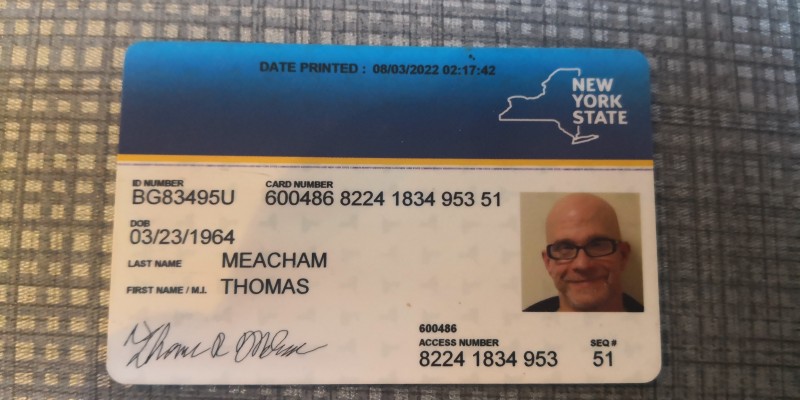 DATE PRINTED : 08/03/2022 02:17:42
NEW
YORK
STATE
ID NUMBER CARD NUMBER
BG83495U 600486 8224 1834 953 51
DOB
03/23/1964
LAST NAME MEACHAM
FIRST NAME / M.I. THOMAS
600486
ACCESS NUMBER SEQ #
8224 1834 953 51